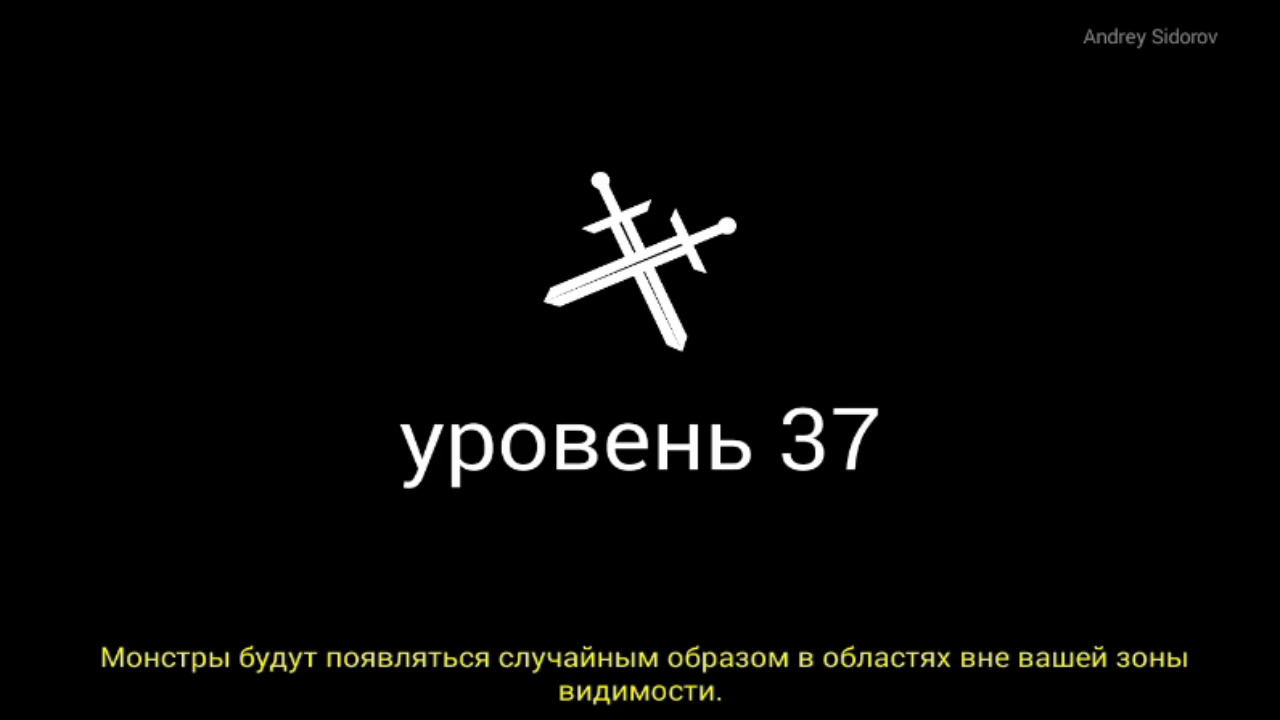 Andrey Sidorov
уровень 37
Монстры будут появляться случайным образом в областях вне вашей зоны
видимости.